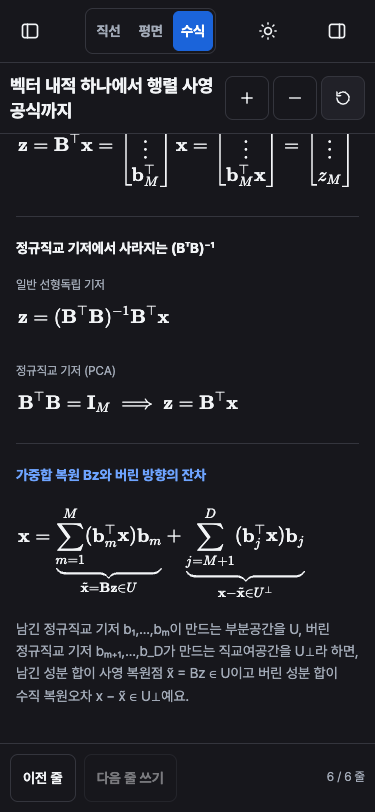 직선 평면 수식
벡터 내적 하나에서 행렬 사영
공식까지
z = B⊤x = [⋮ b_M⊤] x = [⋮ b_M⊤x] = [⋮ z_M]
정규직교 기저에서 사라지는 (B⊤B)⁻¹
일반 선형독립 기저
z = (B⊤B)⁻¹B⊤x
정규직교 기저 (PCA)
B⊤B = I_M ⟹ z = B⊤x
가중합 복원 Bz와 버린 방향의 잔차
x = ∑_{m=1}^{M} (b_m⊤x)b_m + ∑_{j=M+1}^{D} (b_j⊤x)b_j
x̃=Bz∈U x−x̃∈U⊥
남긴 정규직교 기저 b₁,…,bₘ이 만드는 부분공간을 U, 버린
정규직교 기저 bₘ₊₁,…,b_D가 만드는 직교여공간을 U⊥라 하면,
남긴 성분 합이 사영 복원점 x̃ = Bz ∈ U이고 버린 성분 합이
수직 복원오차 x − x̃ ∈ U⊥예요.
이전 줄 다음 줄 쓰기 6 / 6 줄